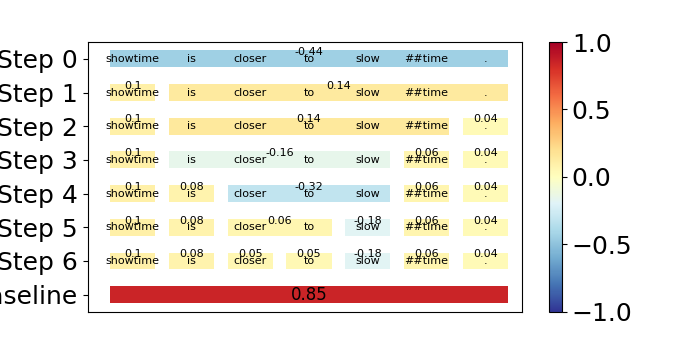 Step 0 -0.44 1.0
showtime is closer to slow ##time .
Step 1 0.1 0.14
showtime is closer to slow ##time .
0.5
Step 2 0.1 0.14 0.04
showtime is closer to slow ##time .
Step 3 0.1 -0.16 0.06 0.04
showtime is closer to slow ##time .
0.0
Step 4 0.1 0.08 -0.32 0.06 0.04
showtime is closer to slow ##time .
Step 5 0.1 0.08 0.06 -0.18 0.06 0.04
showtime is closer to slow ##time .
−0.5
Step 6 0.1 0.08 0.05 0.05 -0.18 0.06 0.04
showtime is closer to slow ##time .
seline 0.85
−1.0